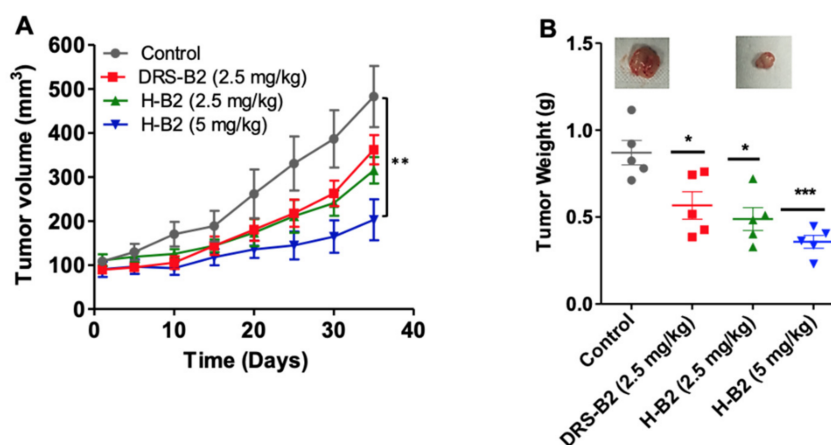 A
Tumor volume (mm³)
600
500
400
300
200
100
0
Control
DRS-B2 (2.5 mg/kg)
H-B2 (2.5 mg/kg)
H-B2 (5 mg/kg)
**
0
10
20
30
40
Time (Days)
B
Tumor Weight (g)
1.5
1.0
0.5
0.0
*
*
***
Control
DRS-B2 (2.5 mg/kg)
H-B2 (2.5 mg/kg)
H-B2 (5 mg/kg)